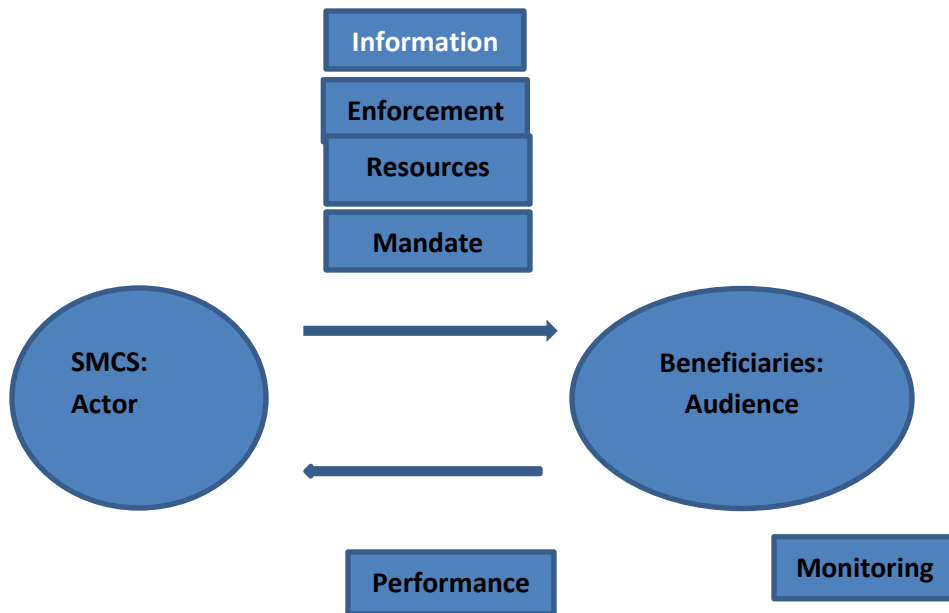 Information
Enforcement
Resources
Mandate
SMCS:
Actor
Beneficiaries:
Audience
Performance
Monitoring